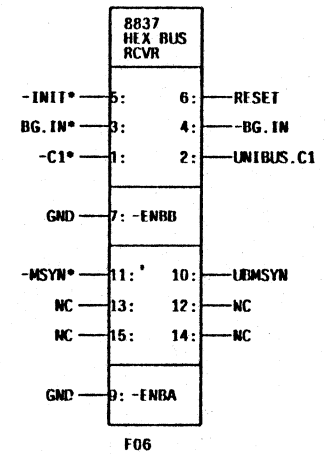 8837
HEX BUS
RCVR
-INIT* 5: 6: RESET
BG.IN* 3: 4: -BG.IN
-C1* 1: 2: UNIBUS.C1
GND 7: -ENBB
-MSYN* 11:' 10: UBMSYN
NC 13: 12: NC
NC 15: 14: NC
GND 9: -ENBA
F06